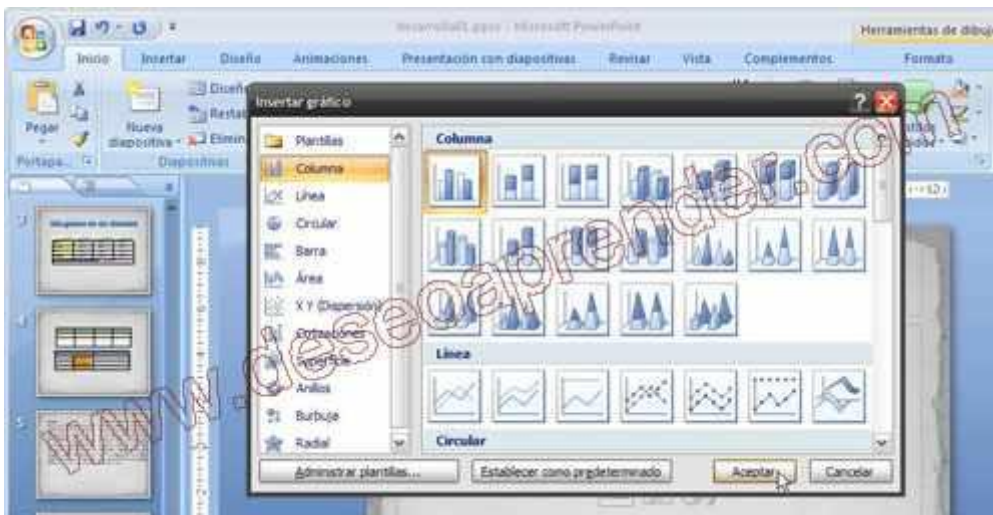 Herramientas de dibujo
Inicio Insertar Diseño Animaciones Presentación con diapositivas Revisar Vista Complementos Formato
Pegar
Nueva diapositiva
Diapositivas
Insertar gráfico
Plantillas
Columna
Línea
Circular
Barra
Área
X Y (Dispersión)
Cotizaciones
Superficie
Anillos
Burbuja
Radial
Columna
Línea
Circular
Administrar plantillas... Establecer como predeterminado Aceptar Cancelar
www.deseoaprender.com